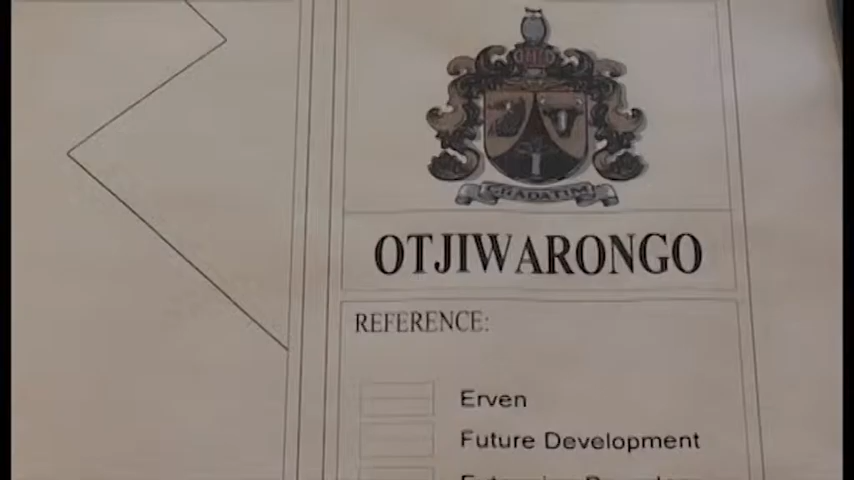 GRADATIM
OTJIWARONGO
REFERENCE:
Erven
Future Development